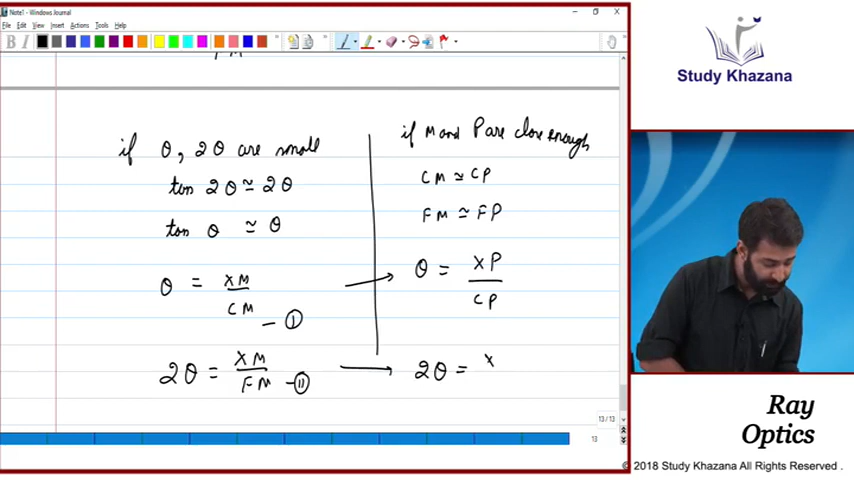 Note1 - Windows Journal
File Edit View Insert Actions Tools Help
B I
if θ, 2θ are small
tan 2θ ≃ 2θ
tan θ ≃ θ
θ = XM
CM - ①
2θ = XM
FM - ⑪
if M and P are close enough
CM ≃ CP
FM ≃ FP
θ = XP
CP
2θ = x
13/13
13
Study Khazana
Ray
Optics
© 2018 Study Khazana All Rights Reserved .